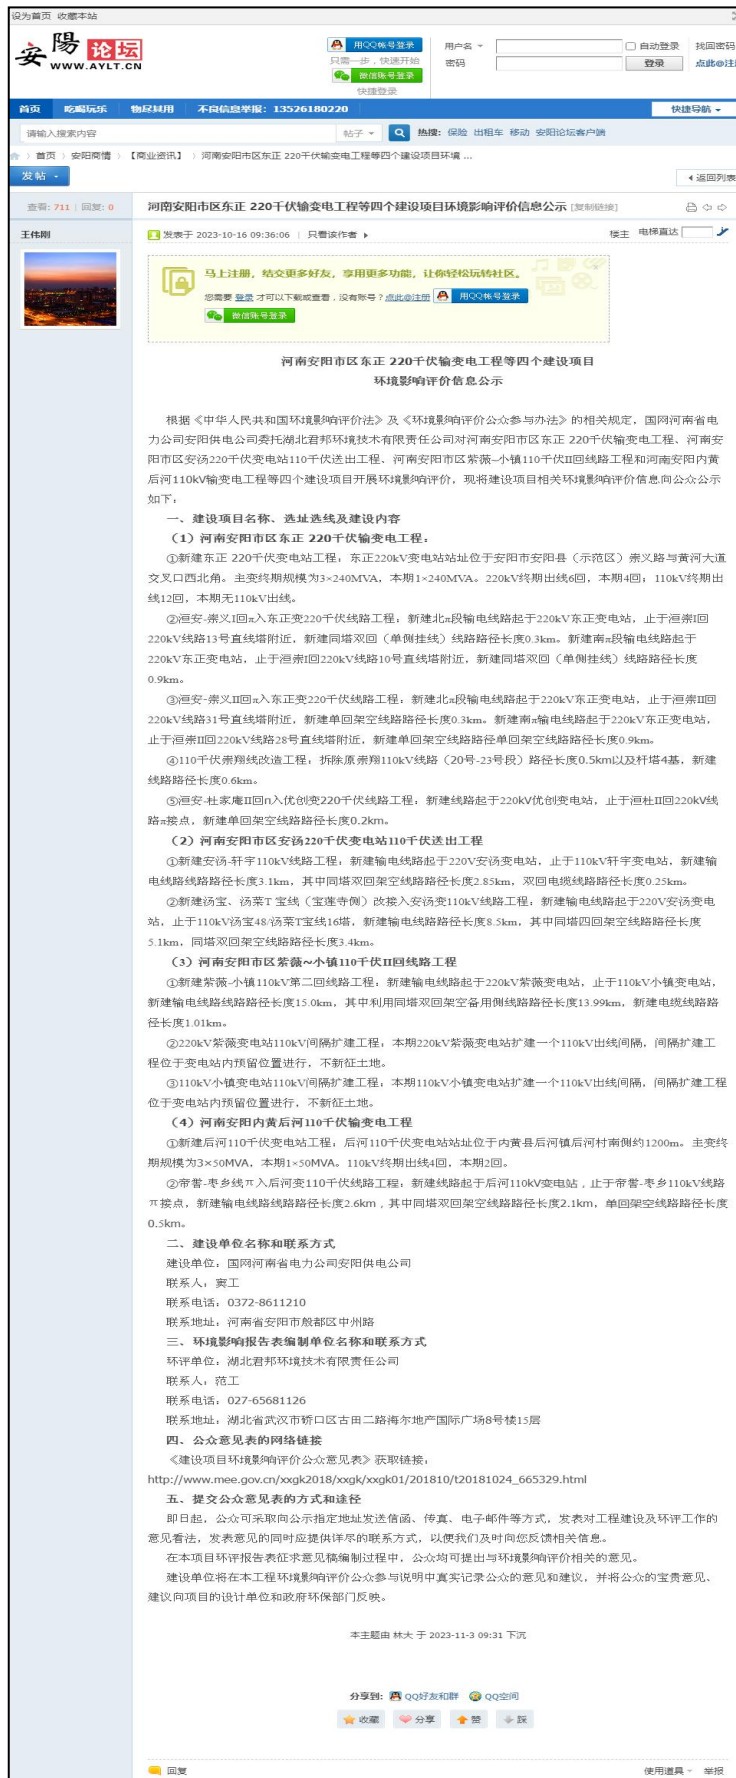 设为首页 收藏本站
安陽论坛
WWW.AYLT.CN
用QQ帐号登录
只需一步，快速开始
微信账号登录
快捷登录
用户名
自动登录 找回密码
密码
登录 点此@注册
首页 吃喝玩乐 物尽其用 不良信息举报：13526180220 快捷导航
请输入搜索内容 帖子 热搜: 保险 出租车 移动 安阳论坛客户端
首页 〉 安阳商情 〉 【商业资讯】 〉 河南安阳市区东正 220千伏输变电工程等四个建设项目环境 ...
发帖
返回列表
查看: 711 | 回复: 0 河南安阳市区东正 220千伏输变电工程等四个建设项目环境影响评价信息公示 [复制链接]
王伟刚
发表于 2023-10-16 09:36:06 | 只看该作者 楼主 电梯直达
马上注册，结交更多好友，享用更多功能，让你轻松玩转社区。
您需要 登录 才可以下载或查看，没有账号？点此@注册 用QQ帐号登录
微信账号登录
河南安阳市区东正 220千伏输变电工程等四个建设项目
环境影响评价信息公示
根据《中华人民共和国环境影响评价法》及《环境影响评价公众参与办法》的相关规定，国网河南省电
力公司安阳供电公司委托湖北君邦环境技术有限责任公司对河南安阳市区东正 220千伏输变电工程、河南安
阳市区安汤220千伏变电站110千伏送出工程、河南安阳市区紫薇~小镇110千伏II回线路工程和河南安阳内黄
后河110kV输变电工程等四个建设项目开展环境影响评价，现将建设项目相关环境影响评价信息向公众公示
如下：
一、建设项目名称、选址选线及建设内容
（1）河南安阳市区东正 220千伏输变电工程：
①新建东正 220千伏变电站工程，东正220kV变电站站址位于安阳市安阳县（示范区）崇义路与黄河大道
交叉口西北角。主变终期规模为3×240MVA，本期1×240MVA。220kV终期出线6回，本期4回；110kV终期出
线12回，本期无110kV出线。
②洹安-崇义I回π入东正变220千伏线路工程：新建北π段输电线路起于220kV东正变电站，止于洹崇I回
220kV线路13号直线塔附近，新建同塔双回（单侧挂线）线路路径长度0.3km。新建南π段输电线路起于
220kV东正变电站，止于洹崇I回220kV线路10号直线塔附近，新建同塔双回（单侧挂线）线路路径长度
0.9km。
③洹安-崇义II回π入东正变220千伏线路工程：新建北π段输电线路起于220kV东正变电站，止于洹崇II回
220kV线路31号直线塔附近，新建单回架空线路路径长度0.3km。新建南π输电线路起于220kV东正变电站，
止于洹崇II回220kV线路28号直线塔附近，新建单回架空线路路径单回架空线路路径长度0.9km。
④110千伏崇翔线改造工程：拆除原崇翔110kV线路（20号-23号段）路径长度0.5km以及杆塔4基，新建
线路路径长度0.6km。
⑤洹安-杜家庵II回n入优创变220千伏线路工程：新建线路起于220kV优创变电站，止于洹杜II回220kV线
路π接点，新建单回架空线路路径长度0.2km。
（2）河南安阳市区安汤220千伏变电站110千伏送出工程
①新建安汤-轩宇110kV线路工程：新建输电线路起于220V安汤变电站，止于110kV轩宇变电站，新建输
电线路线路路径长度3.1km，其中同塔双回架空线路路径长度2.85km，双回电缆线路路径长度0.25km。
②新建汤宝、汤菜T 宝线（宝莲寺侧）改接入安汤变110kV线路工程：新建输电线路起于220V安汤变电
站，止于110kV汤宝48/汤菜T宝线16塔，新建输电线路路径长度8.5km，其中同塔四回架空线路路径长度
5.1km，同塔双回架空线路路径长度3.4km。
（3）河南安阳市区紫薇~小镇110千伏II回线路工程
①新建紫薇-小镇110kV第二回线路工程：新建输电线路起于220kV紫薇变电站，止于110kV小镇变电站，
新建输电线路线路路径长度15.0km，其中利用同塔双回架空备用侧线路路径长度13.99km，新建电缆线路路
径长度1.01km。
②220kV紫薇变电站110kV间隔扩建工程：本期220kV紫薇变电站扩建一个110kV出线间隔，间隔扩建工
程位于变电站内预留位置进行，不新征土地。
③110kV小镇变电站110kV间隔扩建工程：本期110kV小镇变电站扩建一个110kV出线间隔，间隔扩建工程
位于变电站内预留位置进行，不新征土地。
（4）河南安阳内黄后河110千伏输变电工程
①新建后河110千伏变电站工程：后河110千伏变电站站址位于内黄县后河镇后河村南侧约1200m。主变终
期规模为3×50MVA，本期1×50MVA。110kV终期出线4回，本期2回。
②帝喾-枣乡线π入后河变110千伏线路工程：新建线路起于后河110kV变电站，止于帝喾-枣乡110kV线路
π接点，新建输电线路线路路径长度2.6km，其中同塔双回架空线路路径长度2.1km，单回架空线路路径长度
0.5km。
二、建设单位名称和联系方式
建设单位：国网河南省电力公司安阳供电公司
联系人：窦工
联系电话：0372-8611210
联系地址：河南省安阳市殷都区中州路
三、环境影响报告表编制单位名称和联系方式
环评单位：湖北君邦环境技术有限责任公司
联系人：范工
联系电话：027-65681126
联系地址：湖北省武汉市硚口区古田二路海尔地产国际广场8号楼15层
四、公众意见表的网络链接
《建设项目环境影响评价公众意见表》获取链接：
http://www.mee.gov.cn/xxgk2018/xxgk/xxgk01/201810/t20181024_665329.html
五、提交公众意见表的方式和途径
即日起，公众可采取向公示指定地址发送信函、传真、电子邮件等方式，发表对工程建设及环评工作的
意见看法，发表意见的同时应提供详尽的联系方式，以便我们及时向您反馈相关信息。
在本项目环评报告表征求意见稿编制过程中，公众均可提出与环境影响评价相关的意见。
建设单位将在本工程环境影响评价公众参与说明中真实记录公众的意见和建议，并将公众的宝贵意见、
建议向项目的设计单位和政府环保部门反映。
本主题由 林大 于 2023-11-3 09:31 下沉
分享到: QQ好友和群 QQ空间
收藏 分享 赞 踩
回复 使用道具 举报